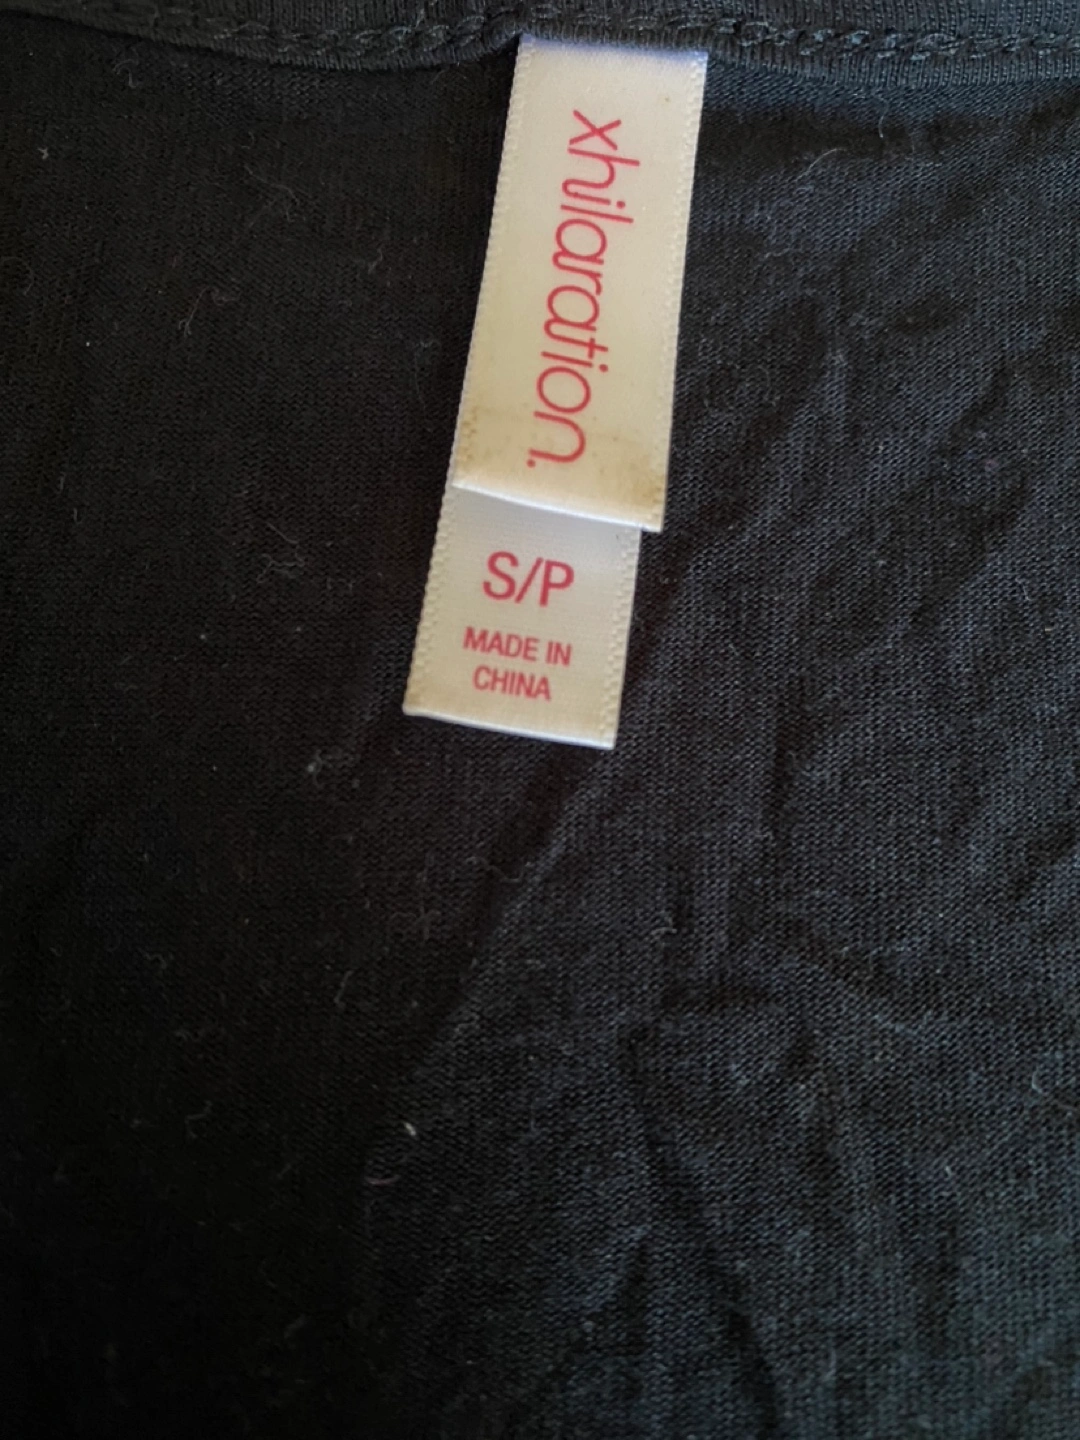 xhilaration.
S/P
MADE IN
CHINA